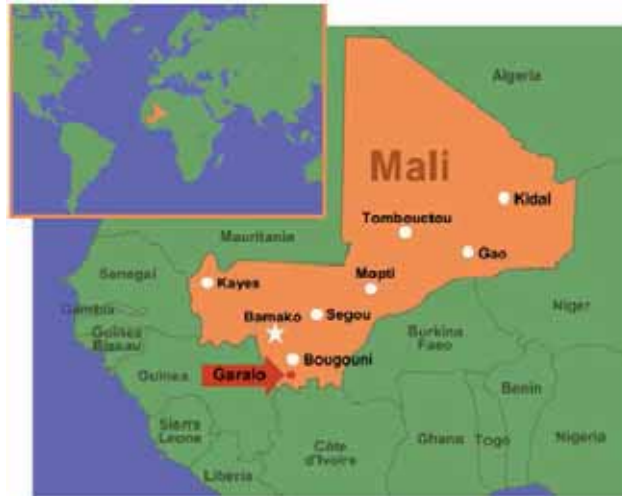 Algeria
Mali
Kidal
Tombouctou
Mauritania
Gao
Mopti
Senegal
Kayes
Niger
Gambia
Bamako
Segou
Guinea
Bissau
Burkina
Faso
Bougouni
Guinea
Garalo
Benin
Sierra
Leone
Ghana
Togo
Nigeria
Côte
d'Ivoire
Liberia